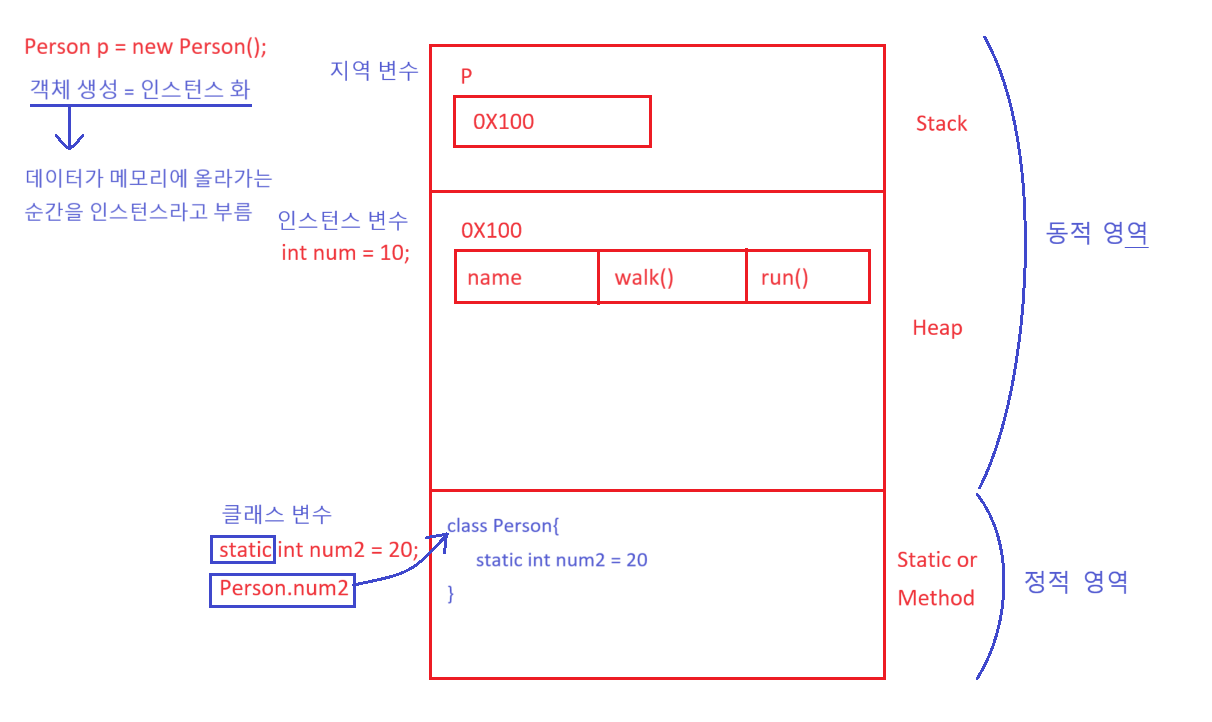 Person p = new Person();
객체 생성 = 인스턴스 화
데이터가 메모리에 올라가는
순간을 인스턴스라고 부름
지역 변수
P
0X100
Stack
인스턴스 변수
int num = 10;
0X100
name walk() run()
Heap
동적 영역
클래스 변수
static int num2 = 20;
Person.num2
class Person{
static int num2 = 20
}
Static or
Method
정적 영역